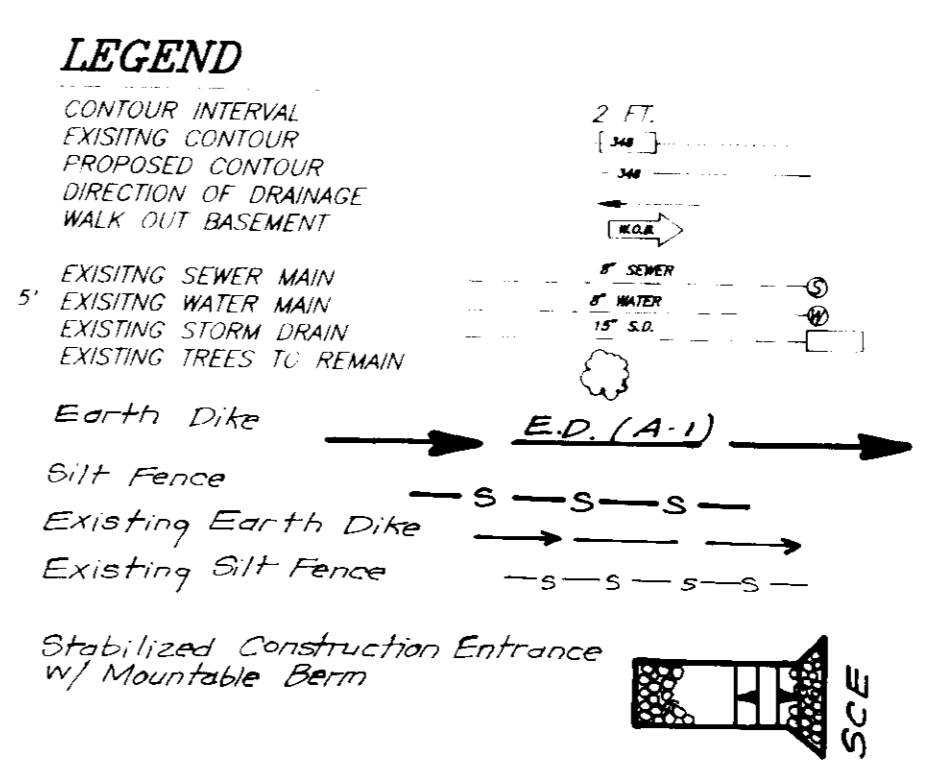 LEGEND
CONTOUR INTERVAL 2 FT.
EXISITNG CONTOUR 348
PROPOSED CONTOUR 348
DIRECTION OF DRAINAGE
WALK OUT BASEMENT W.O.B.
EXISITNG SEWER MAIN 8" SEWER S
5' EXISITNG WATER MAIN 8" WATER W
EXISTING STORM DRAIN 15" S.D.
EXISTING TREES TO REMAIN
Earth Dike E.D. (A-1)
Silt Fence S S S
Existing Earth Dike
Existing Silt Fence S S S S
Stabilized Construction Entrance
w/ Mountable Berm
SCE